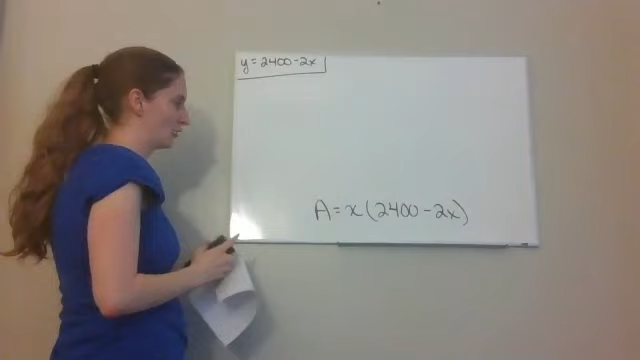 y = 2400 - 2x
A = x(2400 - 2x)